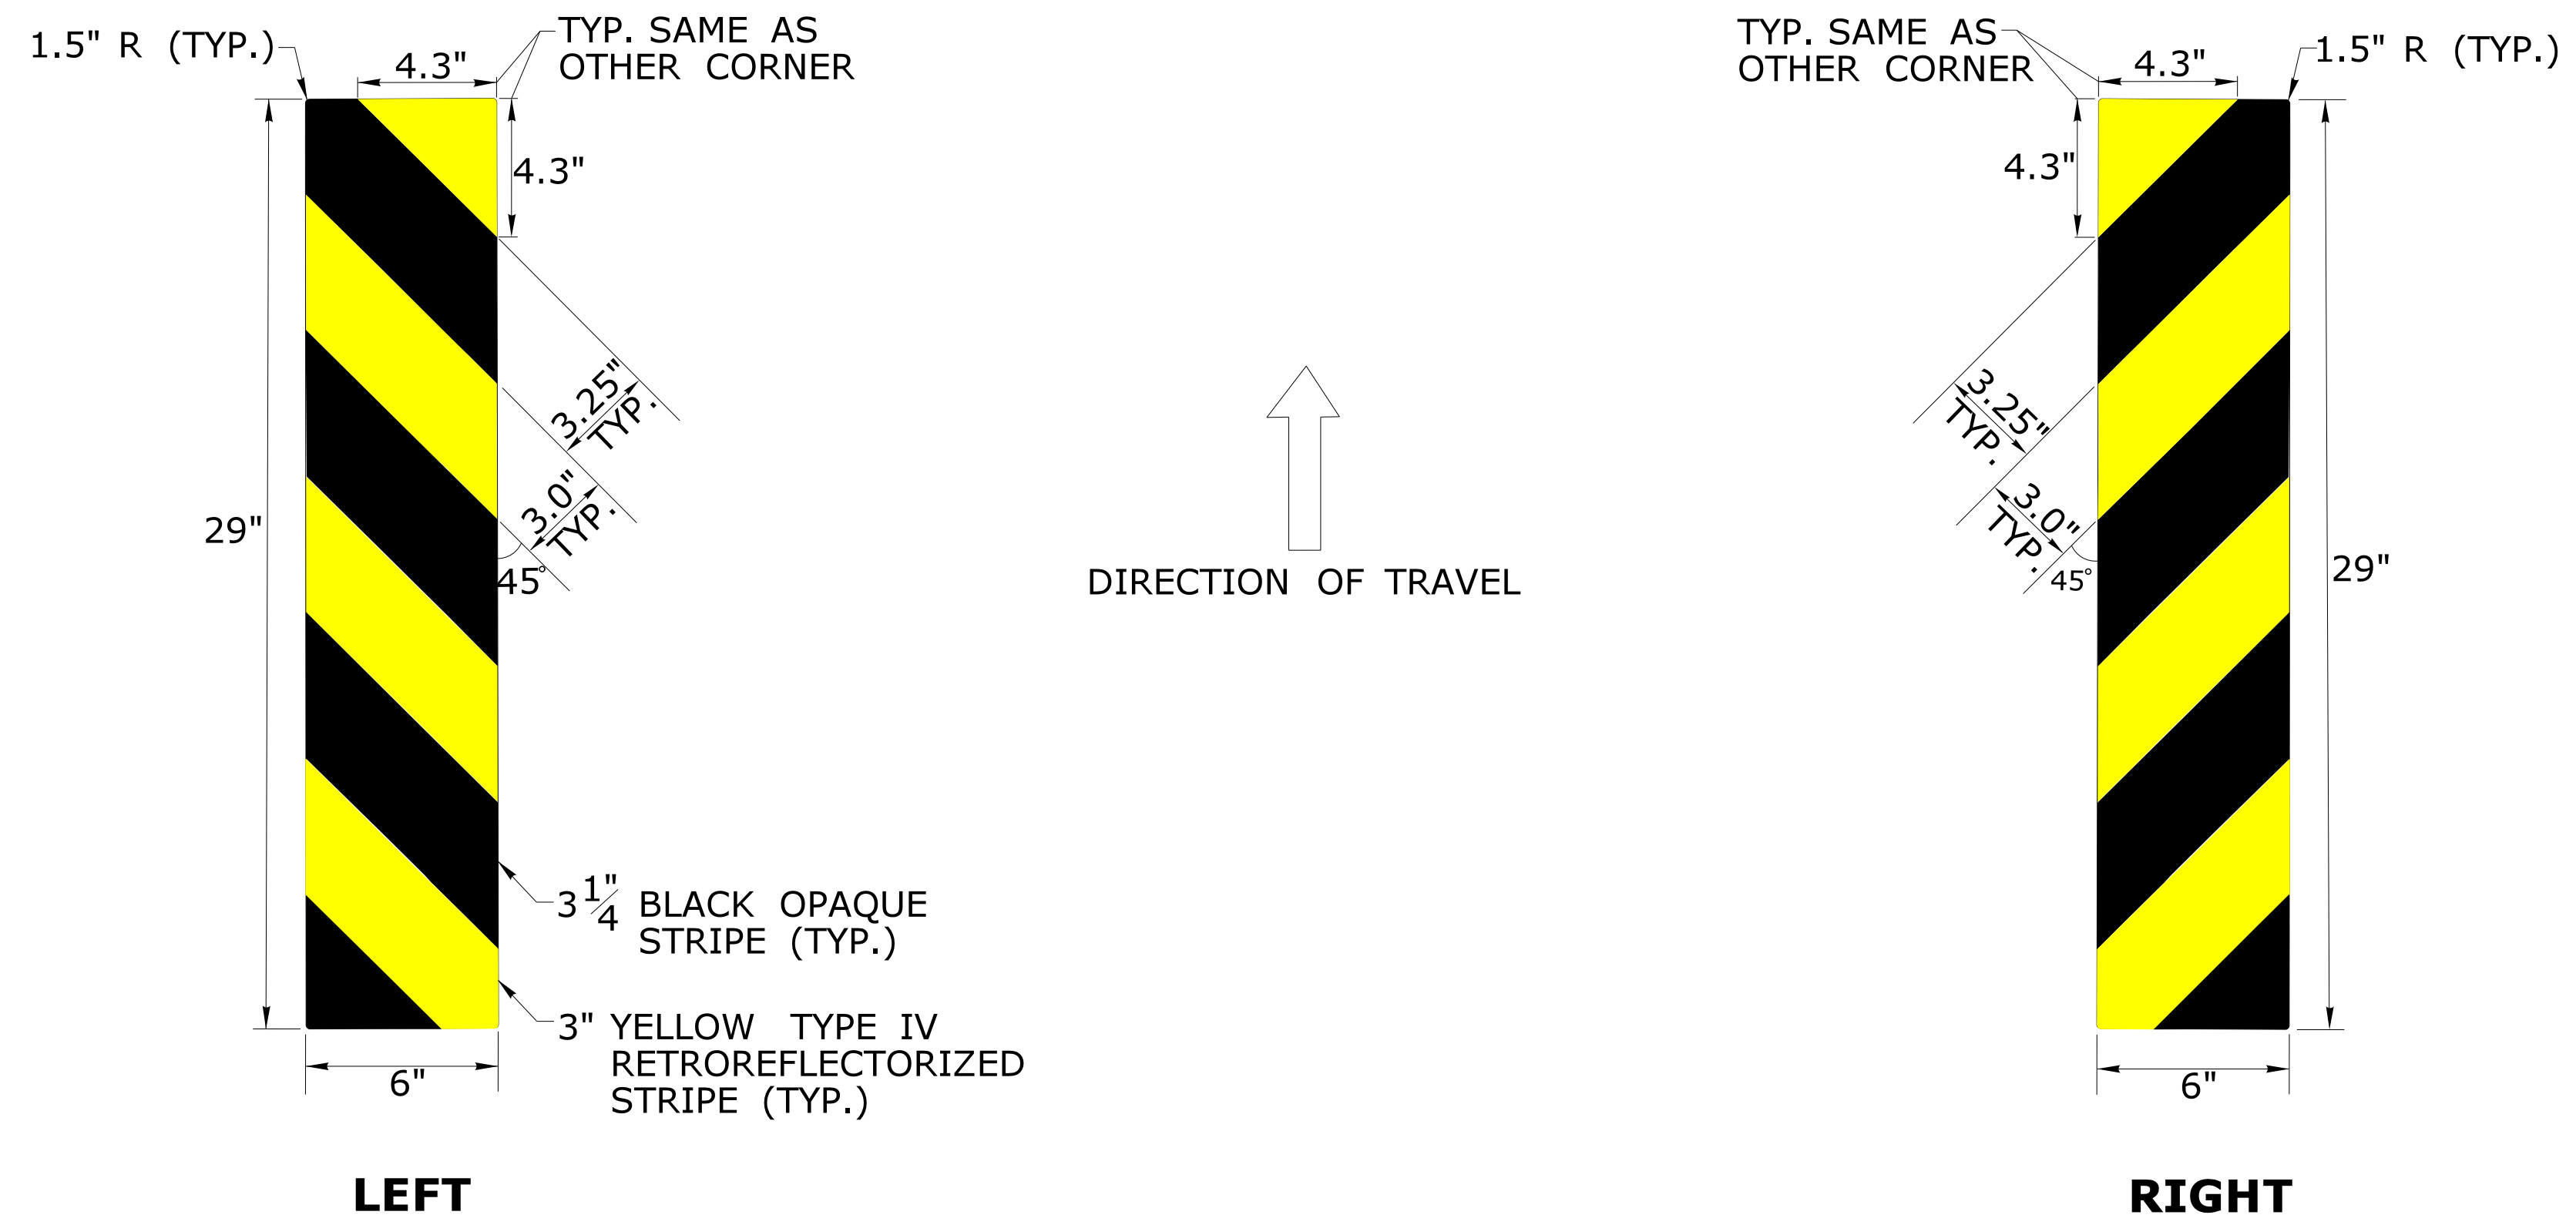 1.5" R (TYP.)
4.3"
TYP. SAME AS
OTHER CORNER
4.3"
29"
3.25"
TYP.
3.0"
TYP.
45°
3 1/4" BLACK OPAQUE
STRIPE (TYP.)
3" YELLOW TYPE IV
RETROREFLECTORIZED
STRIPE (TYP.)
6"
LEFT
DIRECTION OF TRAVEL
TYP. SAME AS
OTHER CORNER
4.3"
1.5" R (TYP.)
4.3"
3.25"
TYP.
3.0"
TYP.
45°
29"
6"
RIGHT